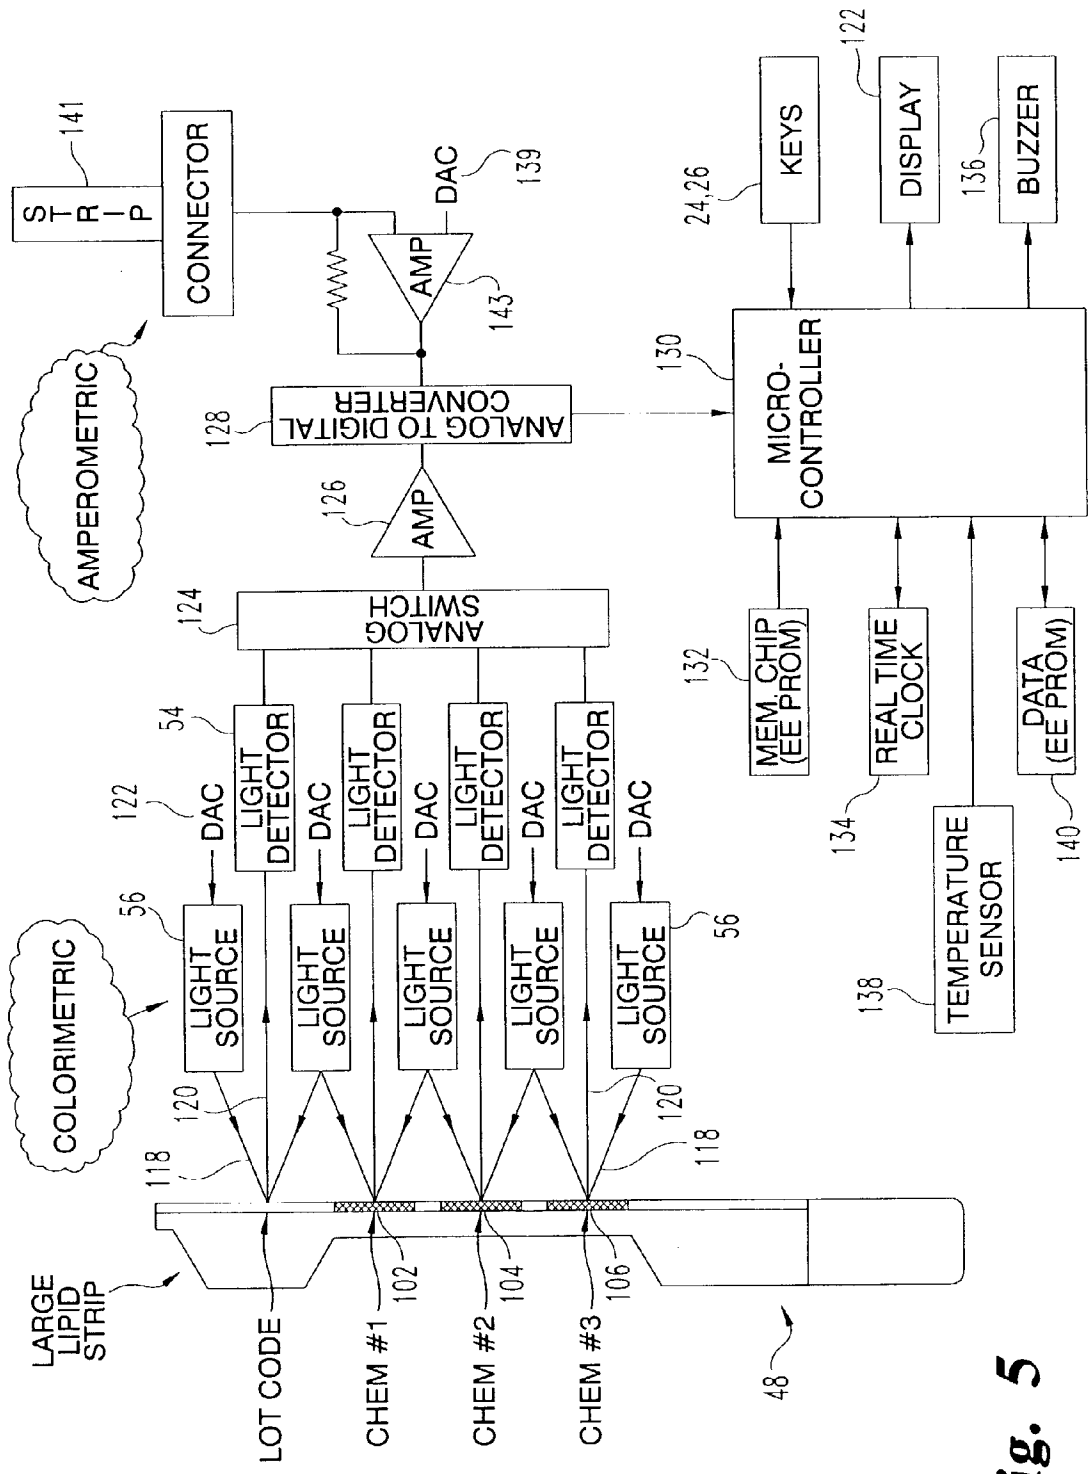 LARGE
LIPID
STRIP
COLORIMETRIC
AMPEROMETRIC
S
T
R
I
P
141
CONNECTOR
LOT CODE
118
120
56
LIGHT
SOURCE
122
DAC
54
LIGHT
DETECTOR
LIGHT
SOURCE
DAC
CHEM #1
102
LIGHT
DETECTOR
LIGHT
SOURCE
DAC
CHEM #2
104
LIGHT
DETECTOR
LIGHT
SOURCE
DAC
CHEM #3
106
LIGHT
DETECTOR
120
118
LIGHT
SOURCE
56
DAC
124
ANALOG
SWITCH
126
AMP
128
ANALOG TO DIGITAL
CONVERTER
AMP
143
DAC
139
48
130
MICRO-
CONTROLLER
132
MEM. CHIP
(EE PROM)
134
REAL TIME
CLOCK
138
TEMPERATURE
SENSOR
140
DATA
(EE PROM)
24,26
KEYS
122
DISPLAY
136
BUZZER
ig. 5